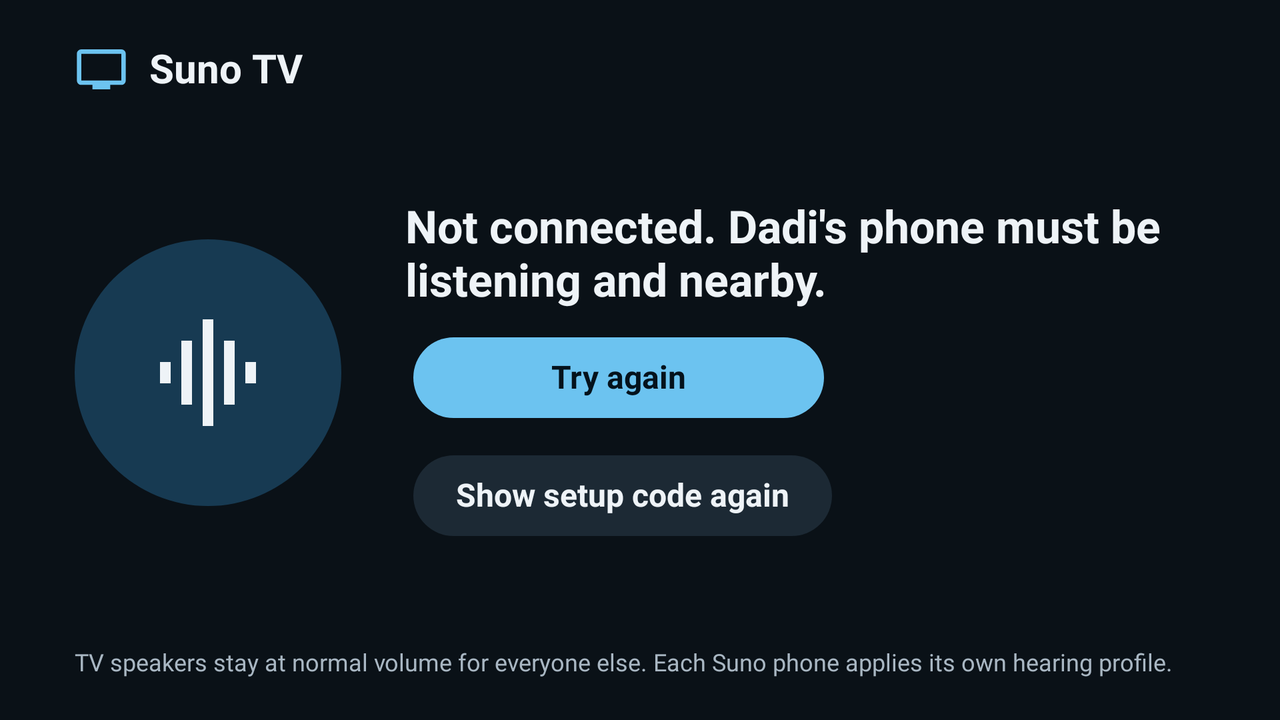 Suno TV
Not connected. Dadi's phone must be
listening and nearby.
Try again
Show setup code again
TV speakers stay at normal volume for everyone else. Each Suno phone applies its own hearing profile.